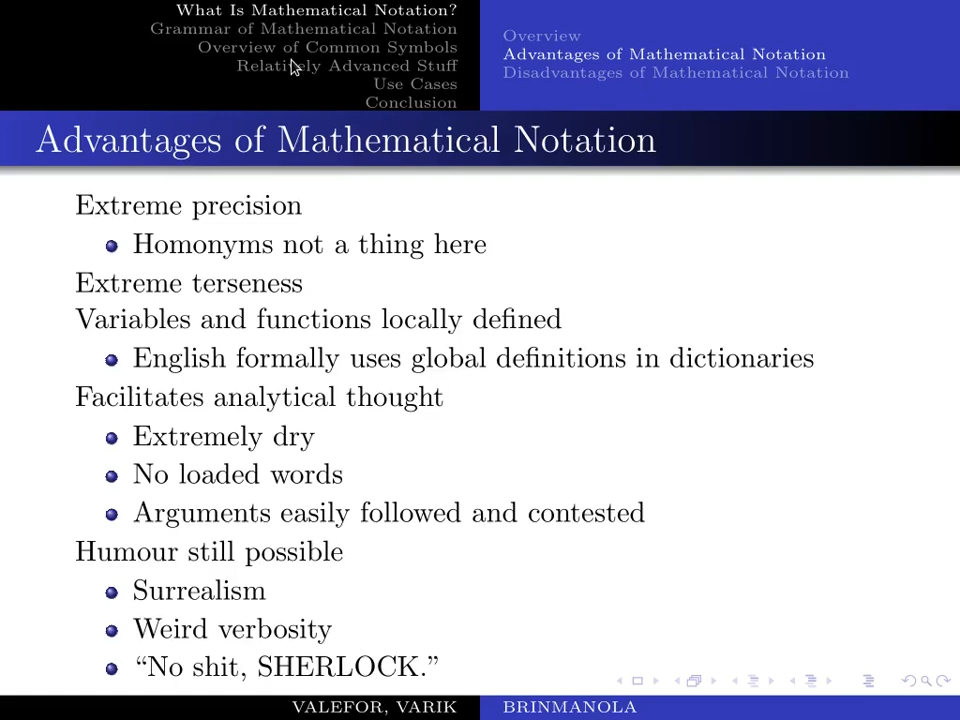 What Is Mathematical Notation?
Grammar of Mathematical Notation
Overview of Common Symbols
Relatively Advanced Stuff
Use Cases
Conclusion
Overview
Advantages of Mathematical Notation
Disadvantages of Mathematical Notation
Advantages of Mathematical Notation
Extreme precision
Homonyms not a thing here
Extreme terseness
Variables and functions locally defined
English formally uses global definitions in dictionaries
Facilitates analytical thought
Extremely dry
No loaded words
Arguments easily followed and contested
Humour still possible
Surrealism
Weird verbosity
“No shit, SHERLOCK.”
VALEFOR, VARIK
BRINMANOLA